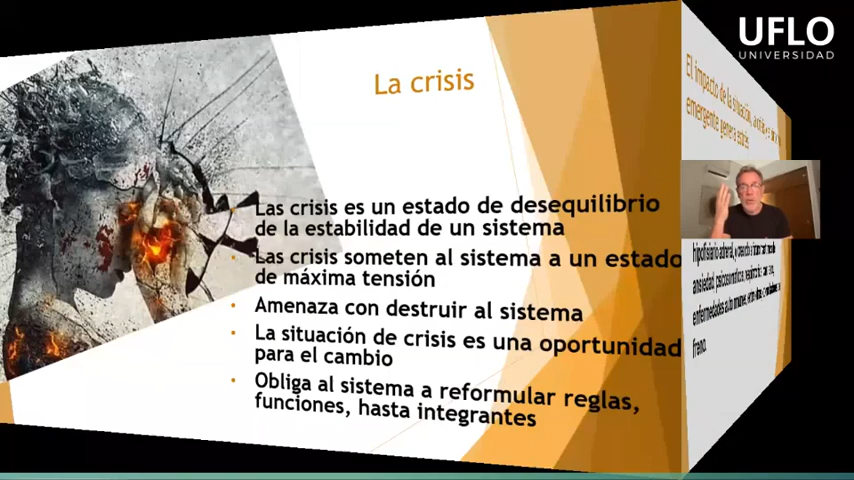 UFLO
UNIVERSIDAD
La crisis
Las crisis es un estado de desequilibrio
de la estabilidad de un sistema
Las crisis someten al sistema a un estado
de máxima tensión
Amenaza con destruir al sistema
La situación de crisis es una oportunidad
para el cambio
Obliga al sistema a reformular reglas,
funciones, hasta integrantes
El impacto de la situación,
emergente genera estrés
ansiedad,
enfermedades
freno.